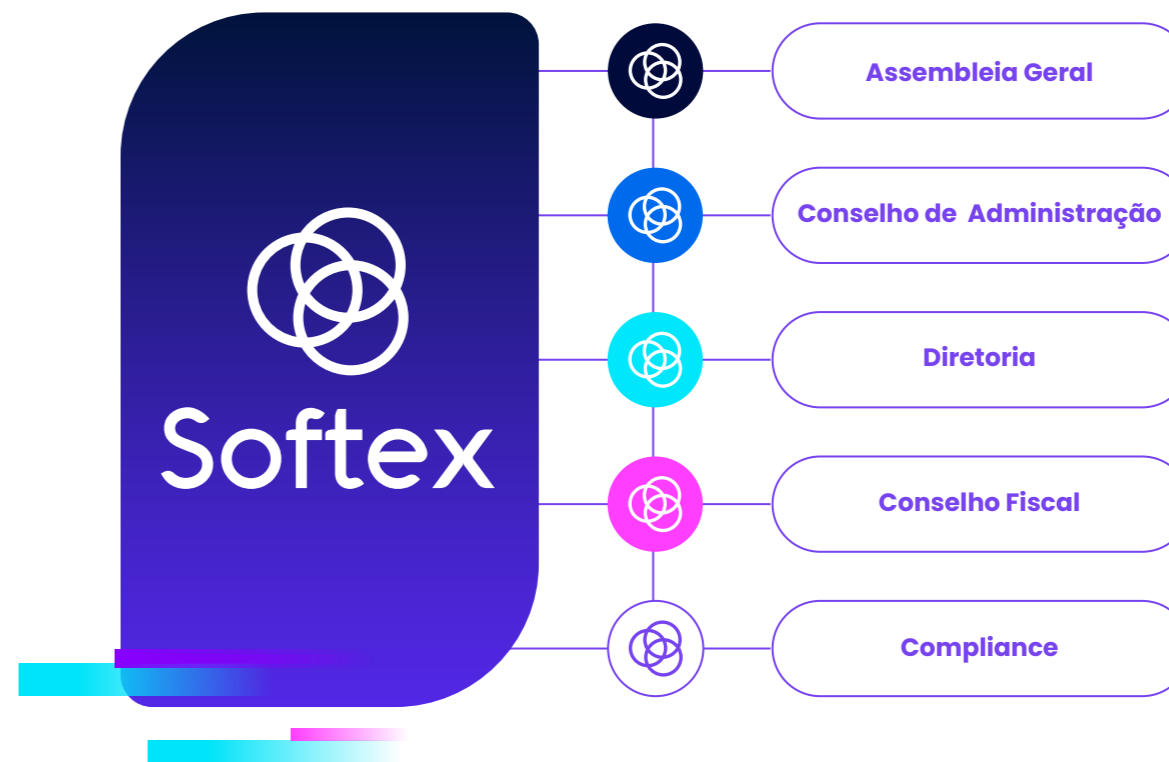 Softex
Assembleia Geral
Conselho de  Administração
Diretoria
Conselho Fiscal
Compliance